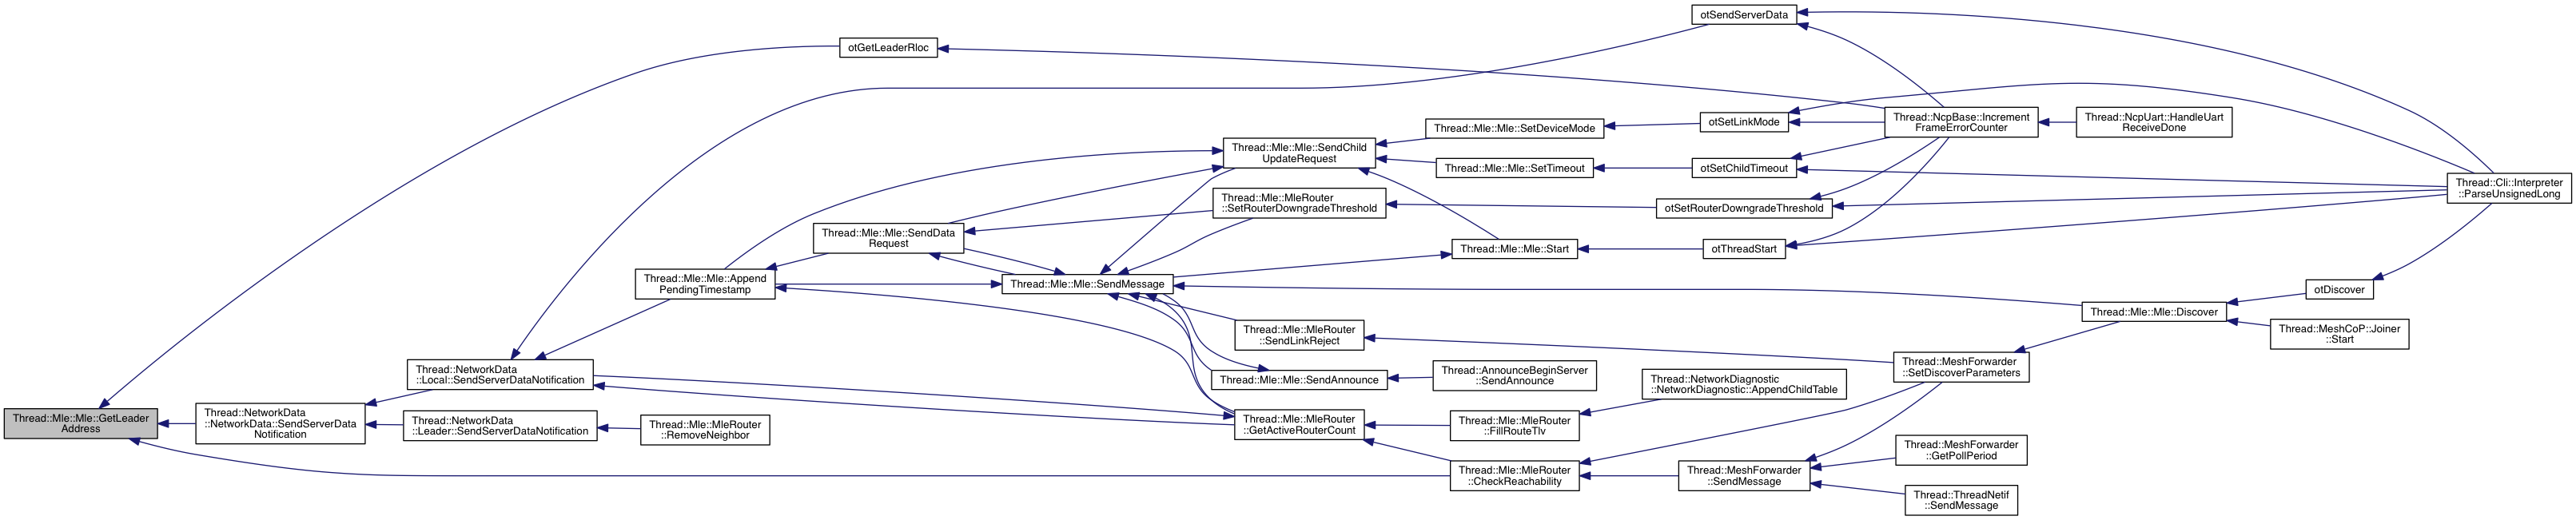 otSendServerData
otGetLeaderRloc
Thread::NcpBase::Increment
FrameErrorCounter
Thread::NcpUart::HandleUart
ReceiveDone
otSetLinkMode
Thread::Mle::Mle::SetDeviceMode
Thread::Mle::Mle::SendChild
UpdateRequest
Thread::Mle::Mle::SetTimeout
otSetChildTimeout
Thread::Cli::Interpreter
::ParseUnsignedLong
Thread::Mle::MleRouter
::SetRouterDowngradeThreshold
otSetRouterDowngradeThreshold
Thread::Mle::Mle::SendData
Request
Thread::Mle::Mle::Start
otThreadStart
Thread::Mle::Mle::Append
PendingTimestamp
Thread::Mle::Mle::SendMessage
otDiscover
Thread::Mle::Mle::Discover
Thread::Mle::MleRouter
::SendLinkReject
Thread::MeshCoP::Joiner
::Start
Thread::MeshForwarder
::SetDiscoverParameters
Thread::NetworkData
::Local::SendServerDataNotification
Thread::Mle::Mle::SendAnnounce
Thread::AnnounceBeginServer
::SendAnnounce
Thread::NetworkDiagnostic
::NetworkDiagnostic::AppendChildTable
Thread::Mle::Mle::GetLeader
Address
Thread::NetworkData
::NetworkData::SendServerData
Notification
Thread::NetworkData
::Leader::SendServerDataNotification
Thread::Mle::MleRouter
::RemoveNeighbor
Thread::Mle::MleRouter
::GetActiveRouterCount
Thread::Mle::MleRouter
::FillRouteTlv
Thread::MeshForwarder
::GetPollPeriod
Thread::Mle::MleRouter
::CheckReachability
Thread::MeshForwarder
::SendMessage
Thread::ThreadNetif
::SendMessage